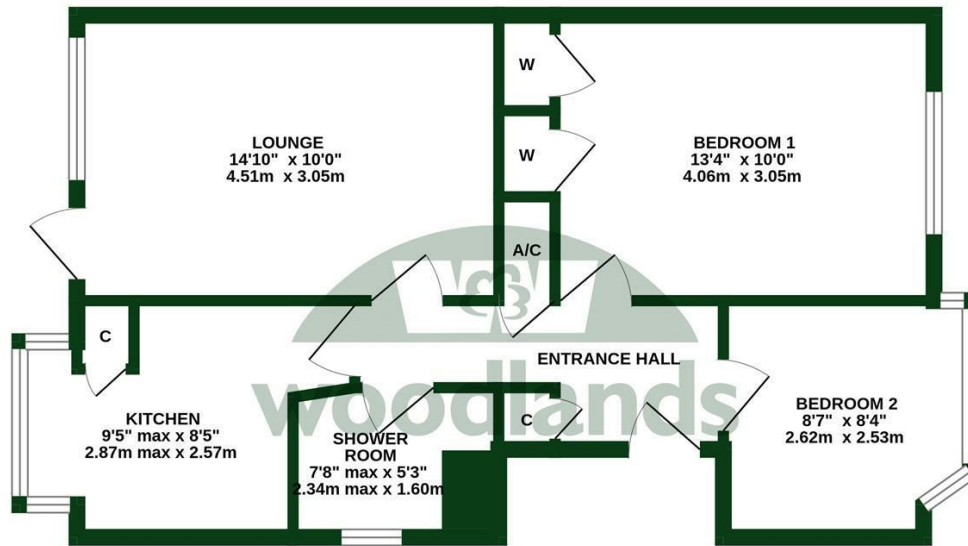 W
LOUNGE
14'10" x 10'0"
4.51m x 3.05m
BEDROOM 1
13'4" x 10'0"
4.06m x 3.05m
W
A/C
C
ENTRANCE HALL
woodlands
KITCHEN
9'5" max x 8'5"
2.87m max x 2.57m
C
BEDROOM 2
8'7" x 8'4"
2.62m x 2.53m
SHOWER
ROOM
7'8" max x 5'3"
2.34m max x 1.60m